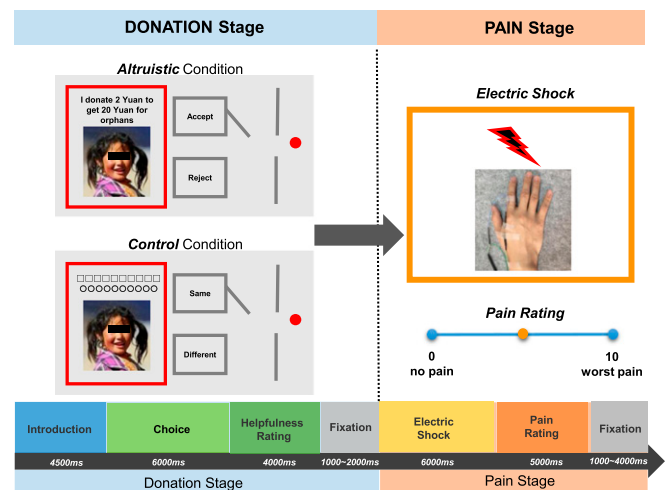 DONATION Stage
PAIN Stage
Altruistic Condition
I donate 2 Yuan to
get 20 Yuan for
orphans
Accept
Reject
Control Condition
Same
Different
Electric Shock
Pain Rating
0
no pain
10
worst pain
Introduction
Choice
Helpfulness
Rating
Fixation
Electric
Shock
Pain
Rating
Fixation
4500ms
6000ms
4000ms
1000~2000ms
6000ms
5000ms
1000~4000ms
Donation Stage
Pain Stage